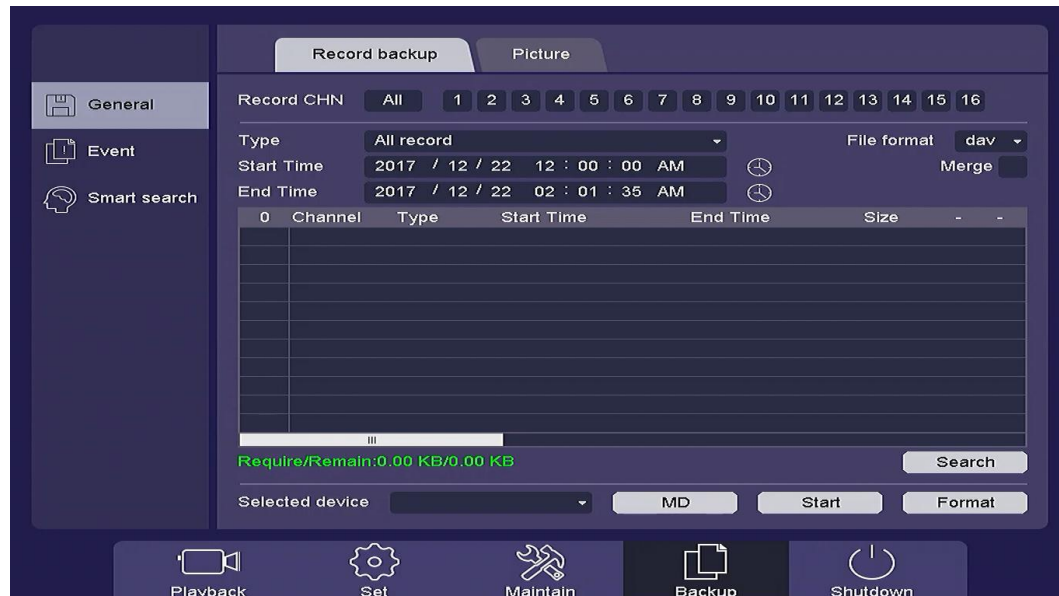 Record backup Picture
General
Event
Smart search
Record CHN All 1 2 3 4 5 6 7 8 9 10 11 12 13 14 15 16
Type All record File format dav
Start Time 2017 / 12 / 22 12 : 00 : 00 AM Merge
End Time 2017 / 12 / 22 02 : 01 : 35 AM
0 Channel Type Start Time End Time Size - -
Require/Remain:0.00 KB/0.00 KB
Search
Selected device MD Start Format
Playback Set Maintain Backup Shutdown